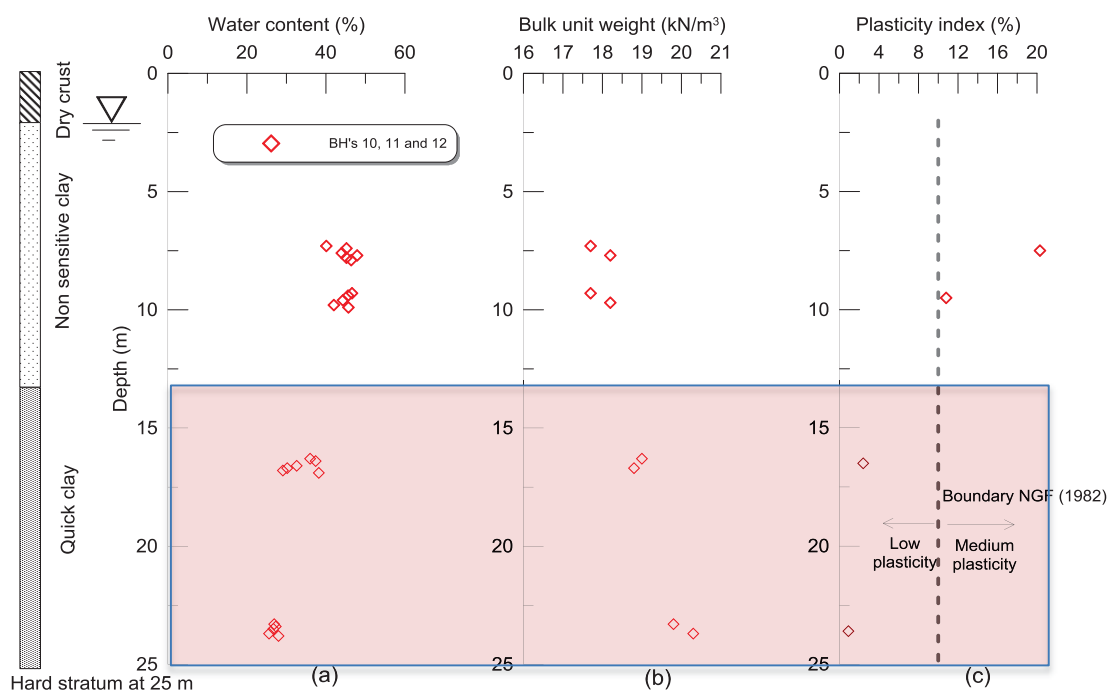 Water content (%)
Bulk unit weight (kN/m³)
Plasticity index (%)
0 20 40 60
16 17 18 19 20 21
0 4 8 12 16 20
0
5
10
15
20
25
0
5
10
15
20
25
0
5
10
15
20
25
Dry crust
Non sensitive clay
Quick clay
Depth (m)
BH's 10, 11 and 12
Boundary NGF (1982)
Low
plasticity
Medium
plasticity
(a)
(b)
(c)
Hard stratum at 25 m